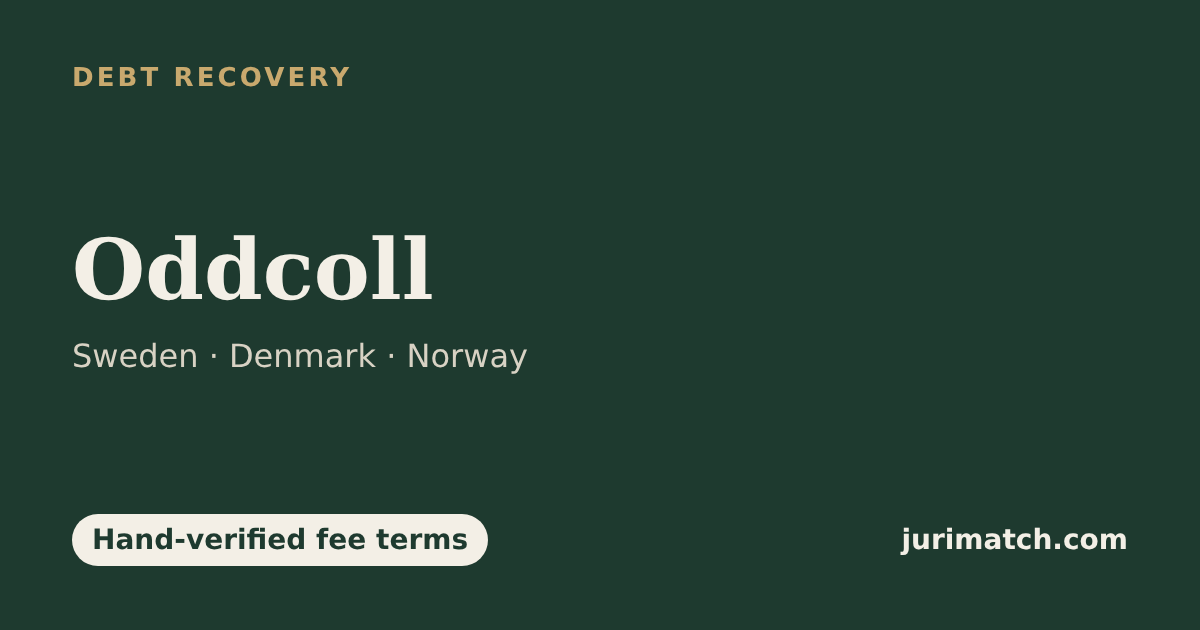 DEBT RECOVERY
Oddcoll
Sweden · Denmark · Norway
Hand-verified fee terms
jurimatch.com